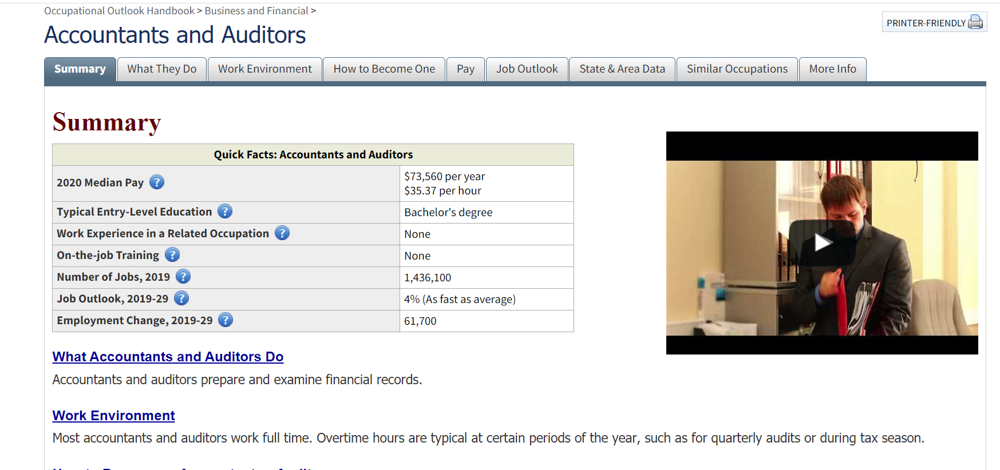 Occupational Outlook Handbook > Business and Financial >
PRINTER-FRIENDLY
Accountants and Auditors
Summary
What They Do
Work Environment
How to Become One
Pay
Job Outlook
State & Area Data
Similar Occupations
More Info
Summary
Quick Facts: Accountants and Auditors
2020 Median Pay ?
$73,560 per year
$35.37 per hour
Typical Entry-Level Education ?
Bachelor's degree
Work Experience in a Related Occupation ?
None
On-the-job Training ?
None
Number of Jobs, 2019 ?
1,436,100
Job Outlook, 2019-29 ?
4% (As fast as average)
Employment Change, 2019-29 ?
61,700
What Accountants and Auditors Do
Accountants and auditors prepare and examine financial records.
Work Environment
Most accountants and auditors work full time. Overtime hours are typical at certain periods of the year, such as for quarterly audits or during tax season.